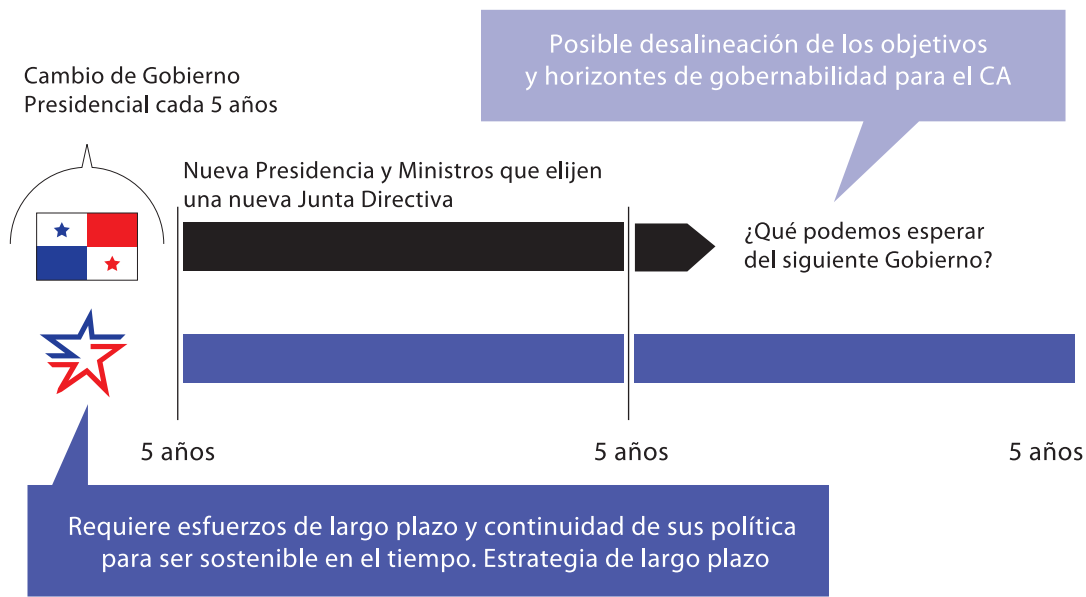 Posible desalineación de los objetivos
y horizontes de gobernabilidad para el CA
Cambio de Gobierno
Presidencial cada 5 años
Nueva Presidencia y Ministros que elijen
una nueva Junta Directiva
¿Qué podemos esperar
del siguiente Gobierno?
5 años
5 años
5 años
Requiere esfuerzos de largo plazo y continuidad de sus política
para ser sostenible en el tiempo. Estrategia de largo plazo